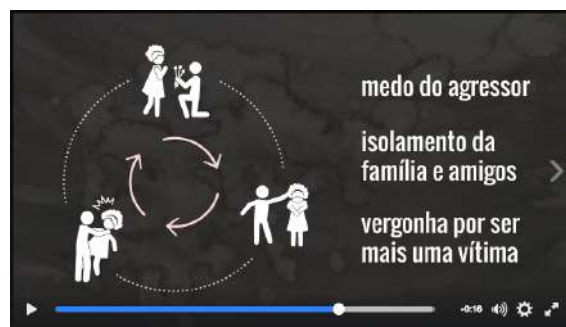 medo do agressor
isolamento da
família e amigos
vergonha por ser
mais uma vítima
-0:16